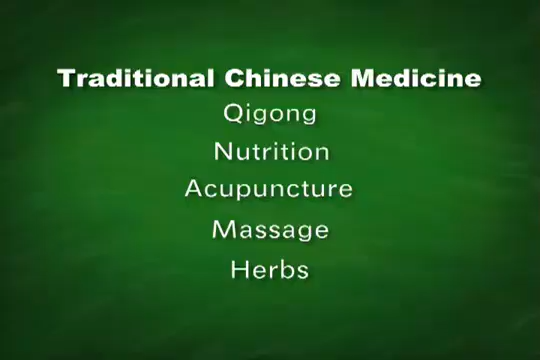 Traditional Chinese Medicine
Qigong
Nutrition
Acupuncture
Massage
Herbs